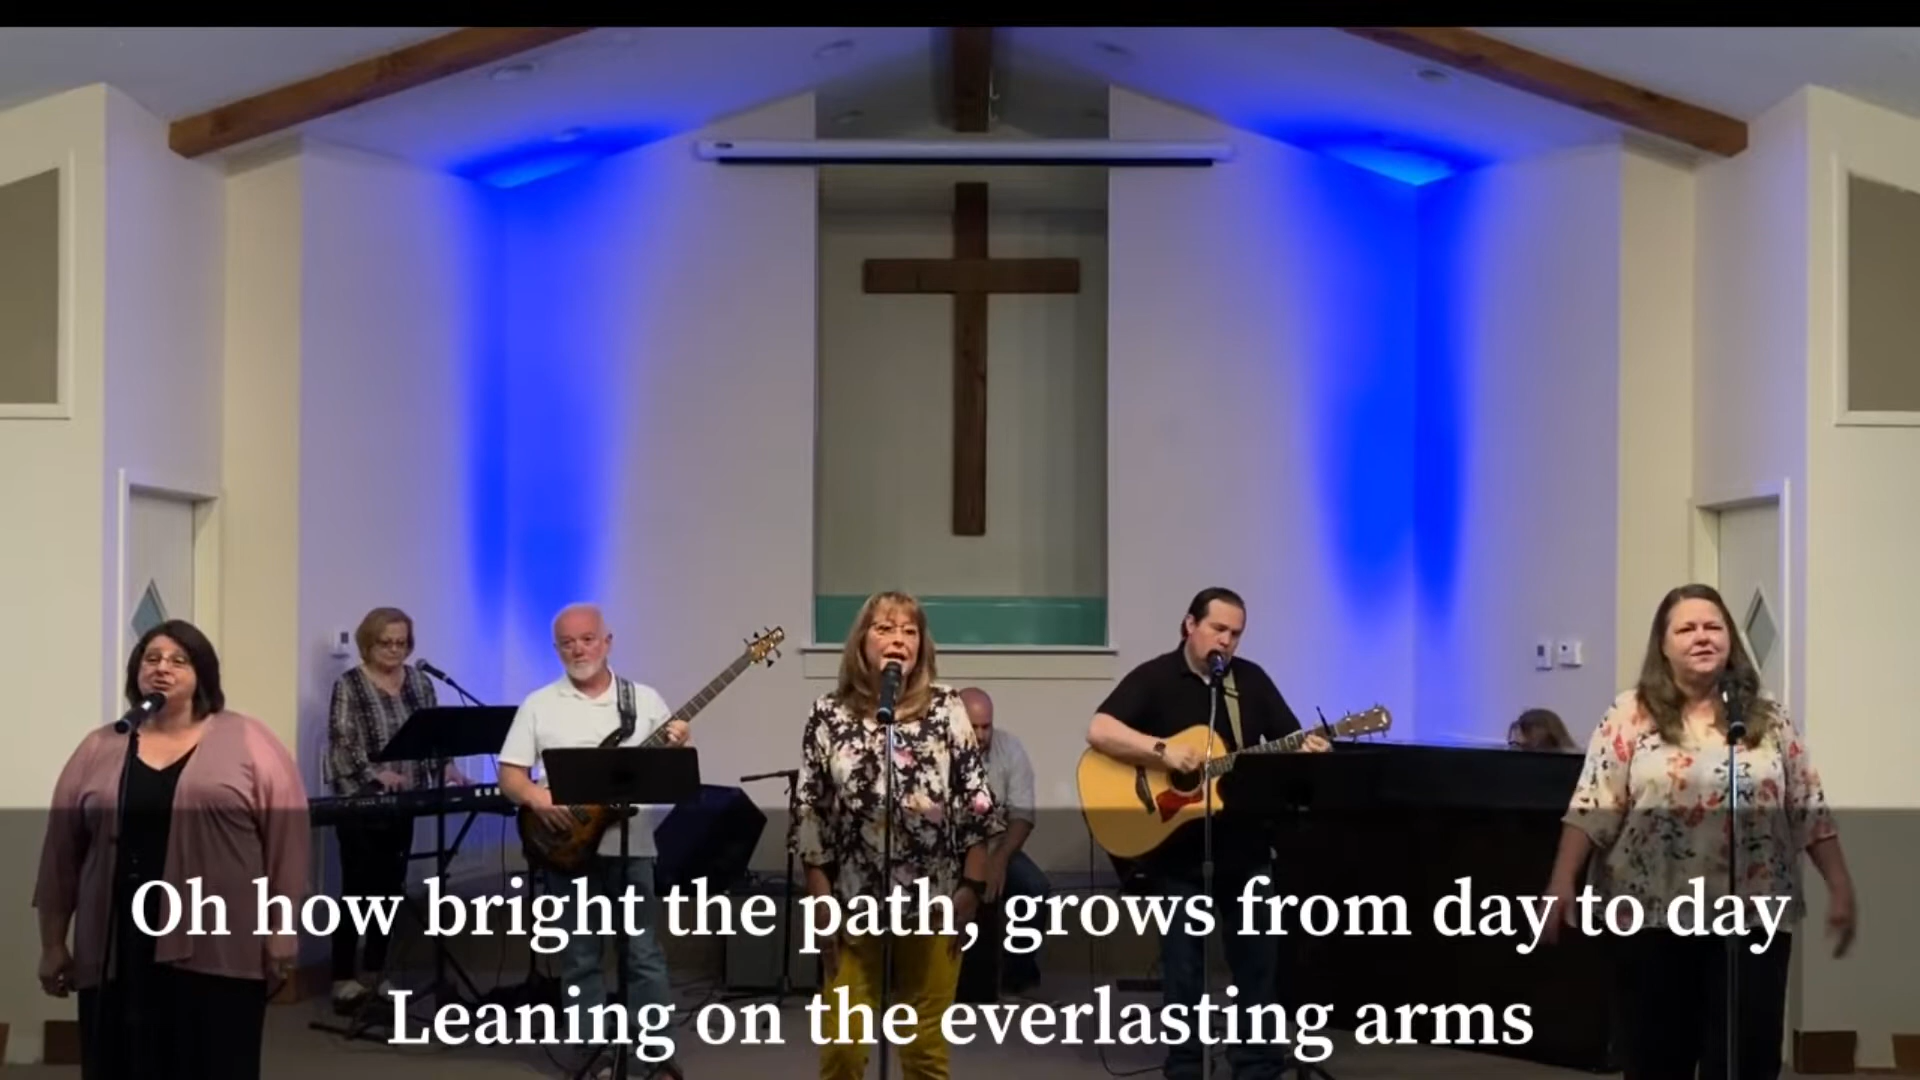 Oh how bright the path, grows from day to day
Leaning on the everlasting arms